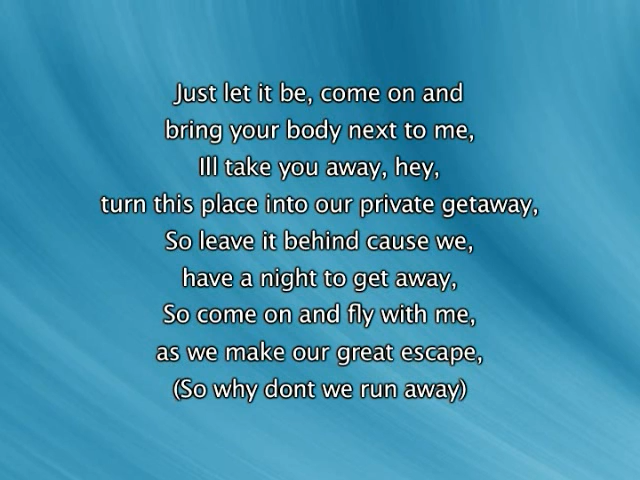 Just let it be, come on and
bring your body next to me,
Ill take you away, hey,
turn this place into our private getaway,
So leave it behind cause we,
have a night to get away,
So come on and fly with me,
as we make our great escape,
(So why dont we run away)